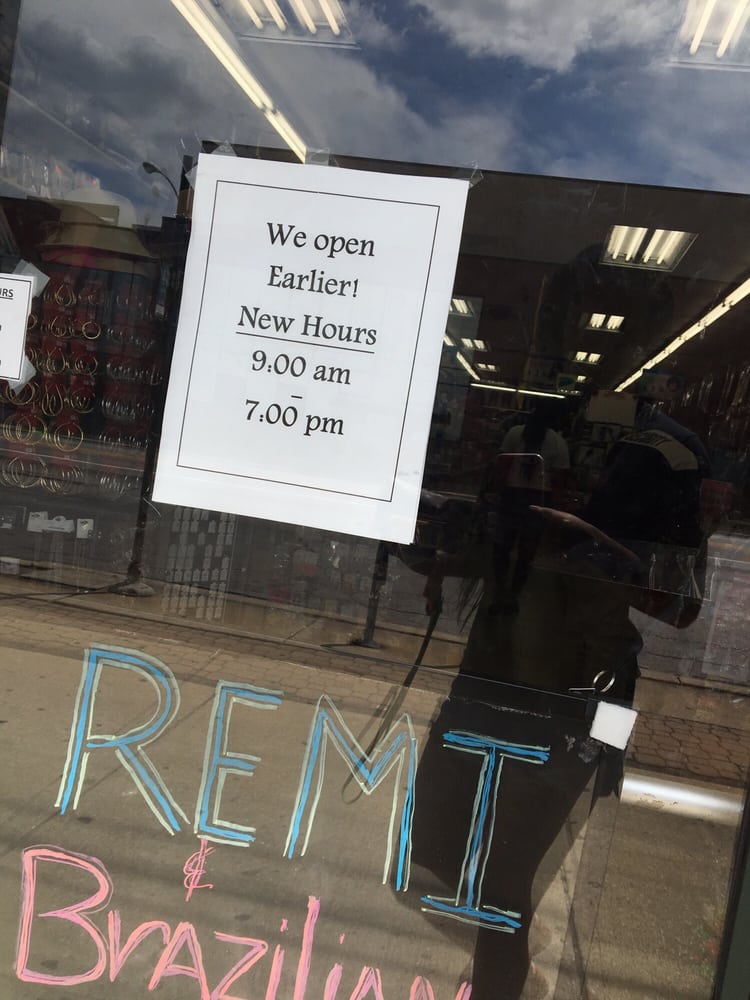 We open
Earlier!
New Hours
9:00 am
–
7:00 pm
REMI
&
Brazilian